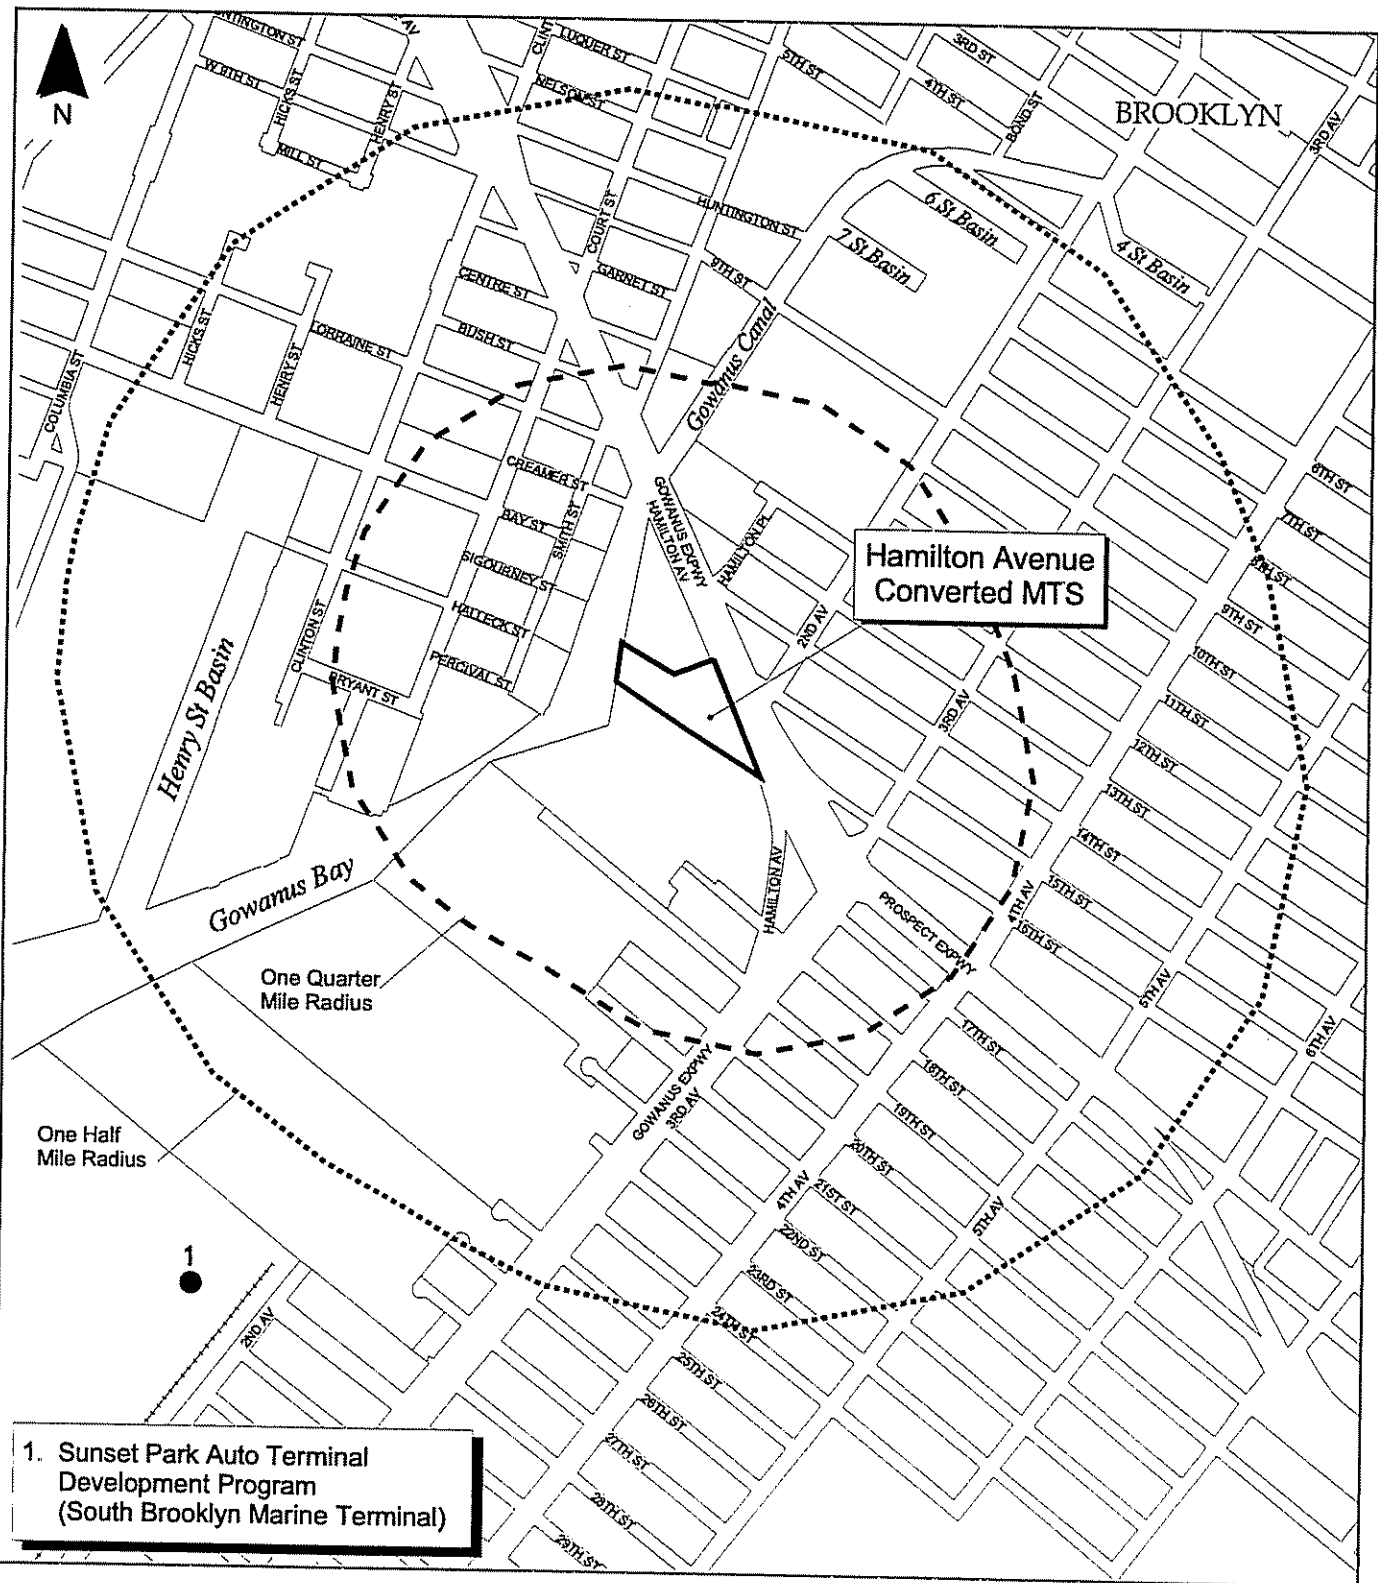 N
BROOKLYN
W 9TH ST
HICKS ST
HENRY ST
MILL ST
LUQUER ST
NELSON ST
5TH ST
3RD ST
4TH ST
BOND ST
3RD AV
COURT ST
HUNTINGTON ST
6 St Basin
7 St Basin
4 St Basin
CENTRE ST
GARNET ST
9TH ST
BUSH ST
Gowanus Canal
COLUMBIA ST
HICKS ST
HENRY ST
LORRAINE ST
CREAMER ST
BAY ST
SMITH ST
SIGOURNEY ST
HALLECK ST
PERCIVAL ST
CLINTON ST
BRYANT ST
GOWANUS EXPWY
HAMILTON AV
HAMILTON PL
Hamilton Avenue
Converted MTS
2ND AV
3RD AV
6TH ST
7TH ST
8TH ST
9TH ST
10TH ST
11TH ST
12TH ST
13TH ST
14TH ST
15TH ST
16TH ST
Henry St Basin
Gowanus Bay
HAMILTON AV
PROSPECT EXPWY
4TH AV
5TH AV
6TH AV
One Quarter
Mile Radius
17TH ST
18TH ST
19TH ST
20TH ST
21ST ST
22ND ST
23RD ST
24TH ST
25TH ST
26TH ST
27TH ST
28TH ST
29TH ST
GOWANUS EXPWY
3RD AV
4TH AV
5TH AV
One Half
Mile Radius
1
2ND AV
1. Sunset Park Auto Terminal
Development Program
(South Brooklyn Marine Terminal)